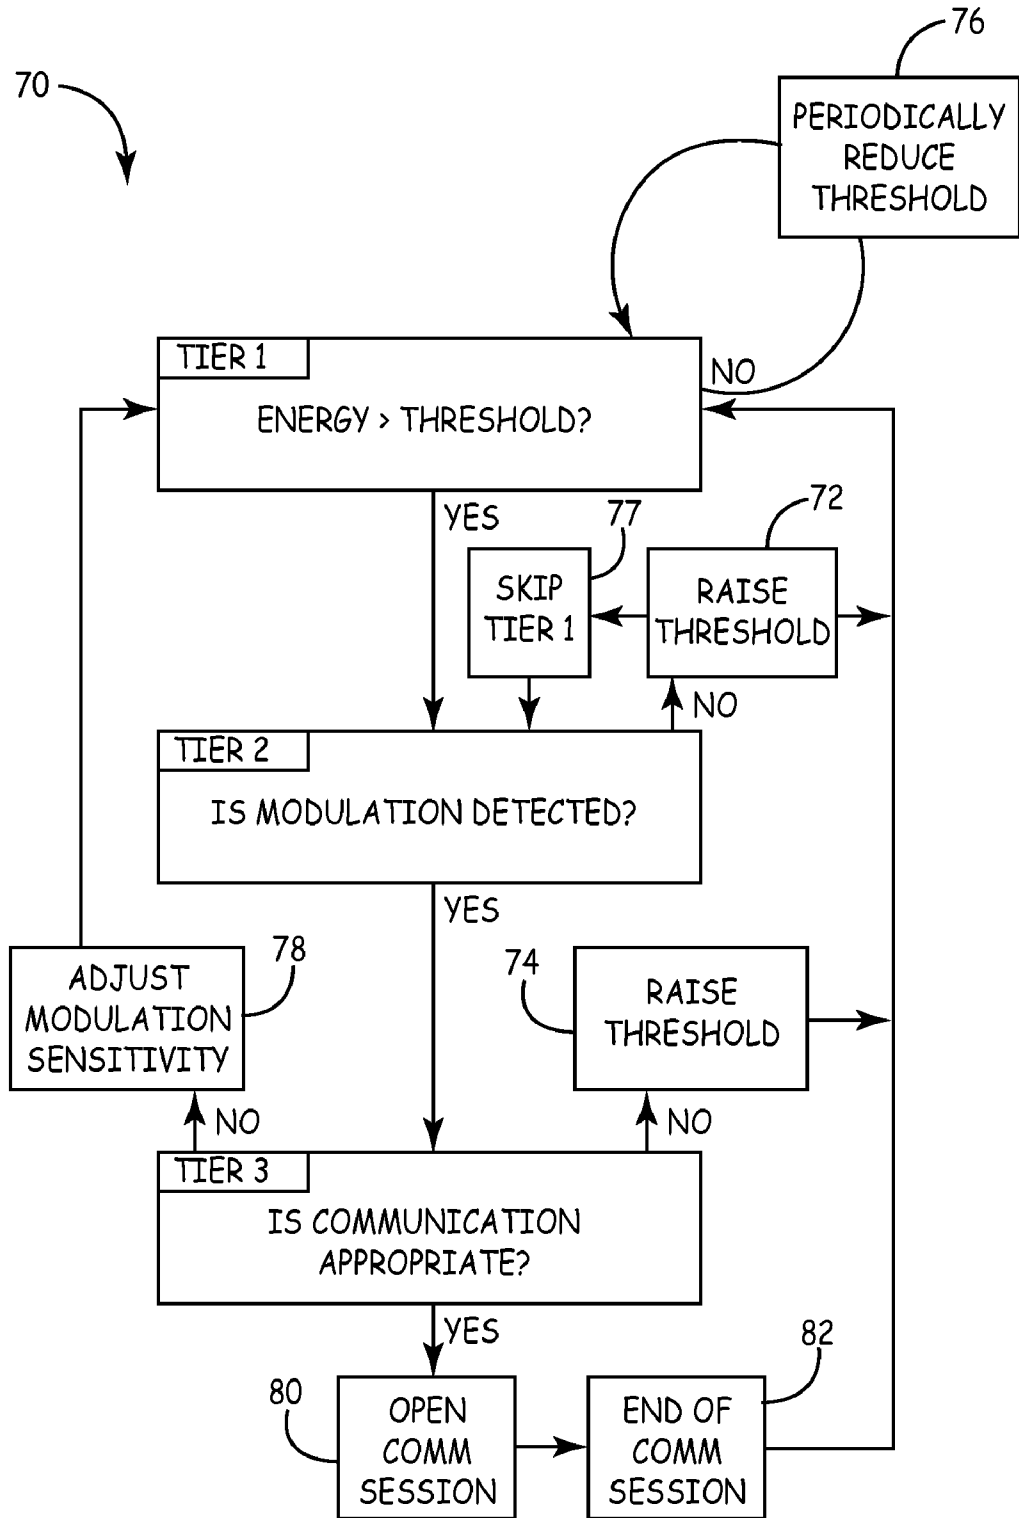 76
70
PERIODICALLY
REDUCE
THRESHOLD
TIER 1
NO
ENERGY > THRESHOLD?
YES
77
72
SKIP
TIER 1
RAISE
THRESHOLD
NO
TIER 2
IS MODULATION DETECTED?
YES
78
74
ADJUST
MODULATION
SENSITIVITY
RAISE
THRESHOLD
NO
NO
TIER 3
IS COMMUNICATION
APPROPRIATE?
YES
82
80
OPEN
COMM
SESSION
END OF
COMM
SESSION